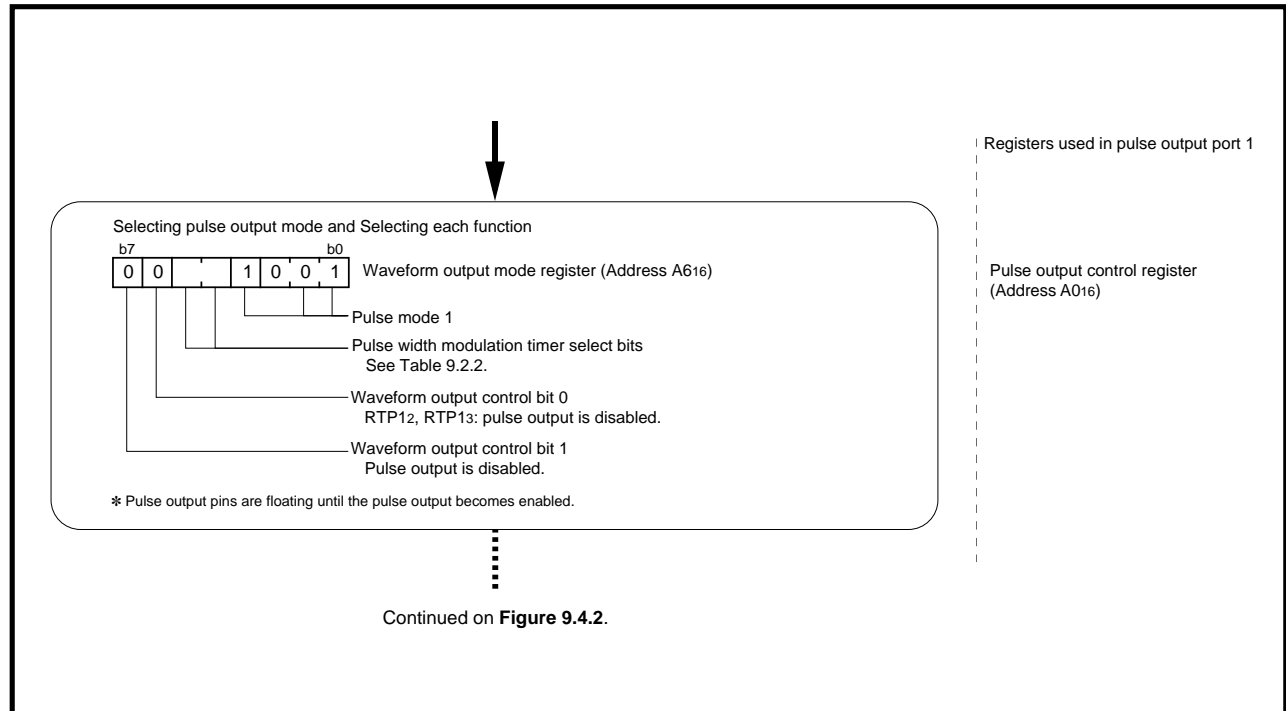 Registers used in pulse output port 1
Selecting pulse output mode and Selecting each function
b7 b0
0 0 1 0 0 1 Waveform output mode register (Address A616)
Pulse output control register
(Address A016)
Pulse mode 1
Pulse width modulation timer select bits
See Table 9.2.2.
Waveform output control bit 0
RTP12, RTP13: pulse output is disabled.
Waveform output control bit 1
Pulse output is disabled.
✽ Pulse output pins are floating until the pulse output becomes enabled.
Continued on Figure 9.4.2.